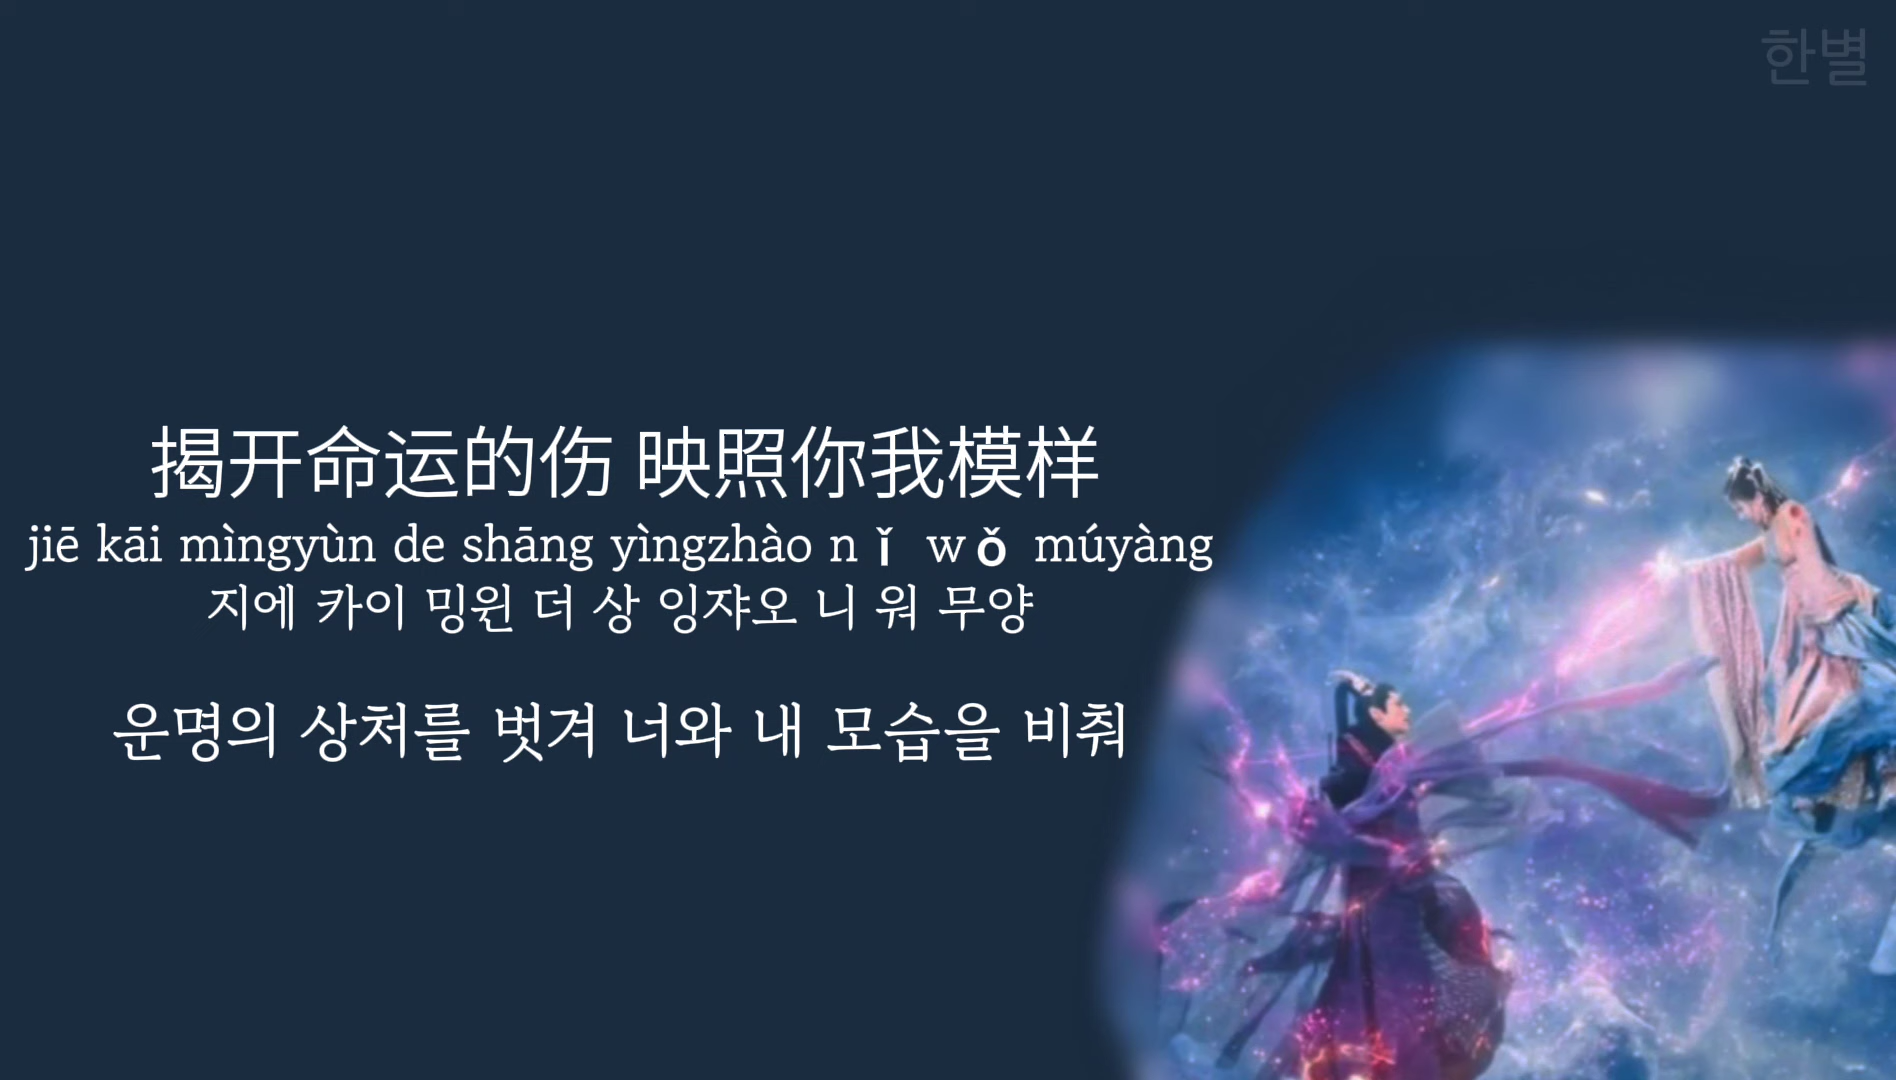 한별
揭开命运的伤 映照你我模样
jiē kāi mìngyùn de shāng yìngzhào nǐ wǒ múyàng
지에 카이 밍윈 더 상 잉쟈오 니 워 무양
운명의 상처를 벗겨 너와 내 모습을 비춰